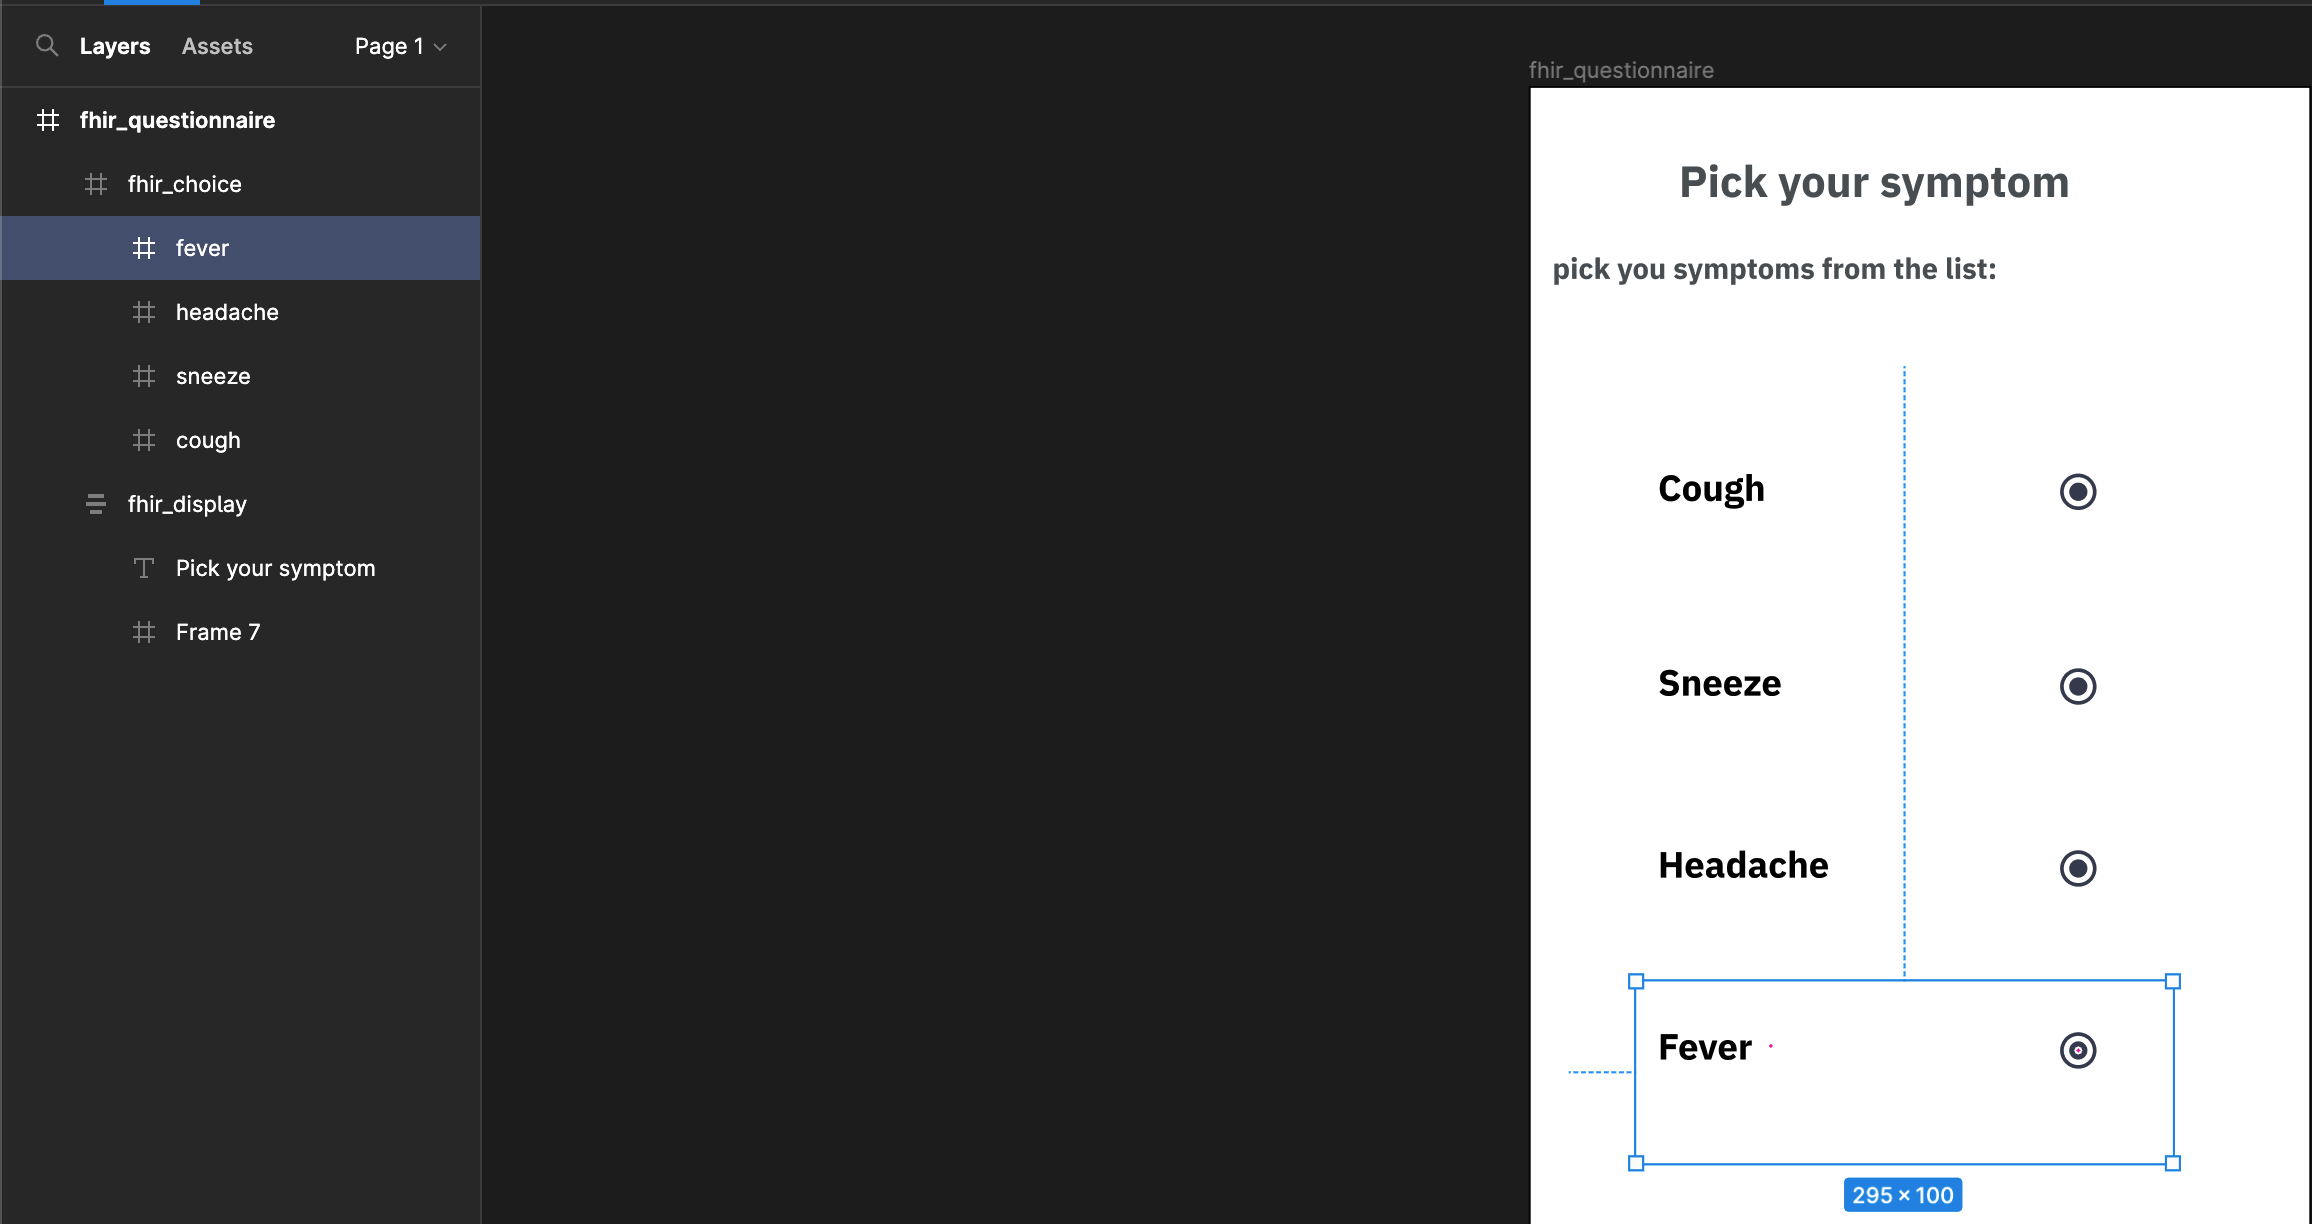 Layers Assets Page 1
fhir_questionnaire
fhir_choice
fever
headache
sneeze
cough
fhir_display
Pick your symptom
Frame 7
fhir_questionnaire
Pick your symptom
pick you symptoms from the list:
Cough
Sneeze
Headache
Fever
295 × 100